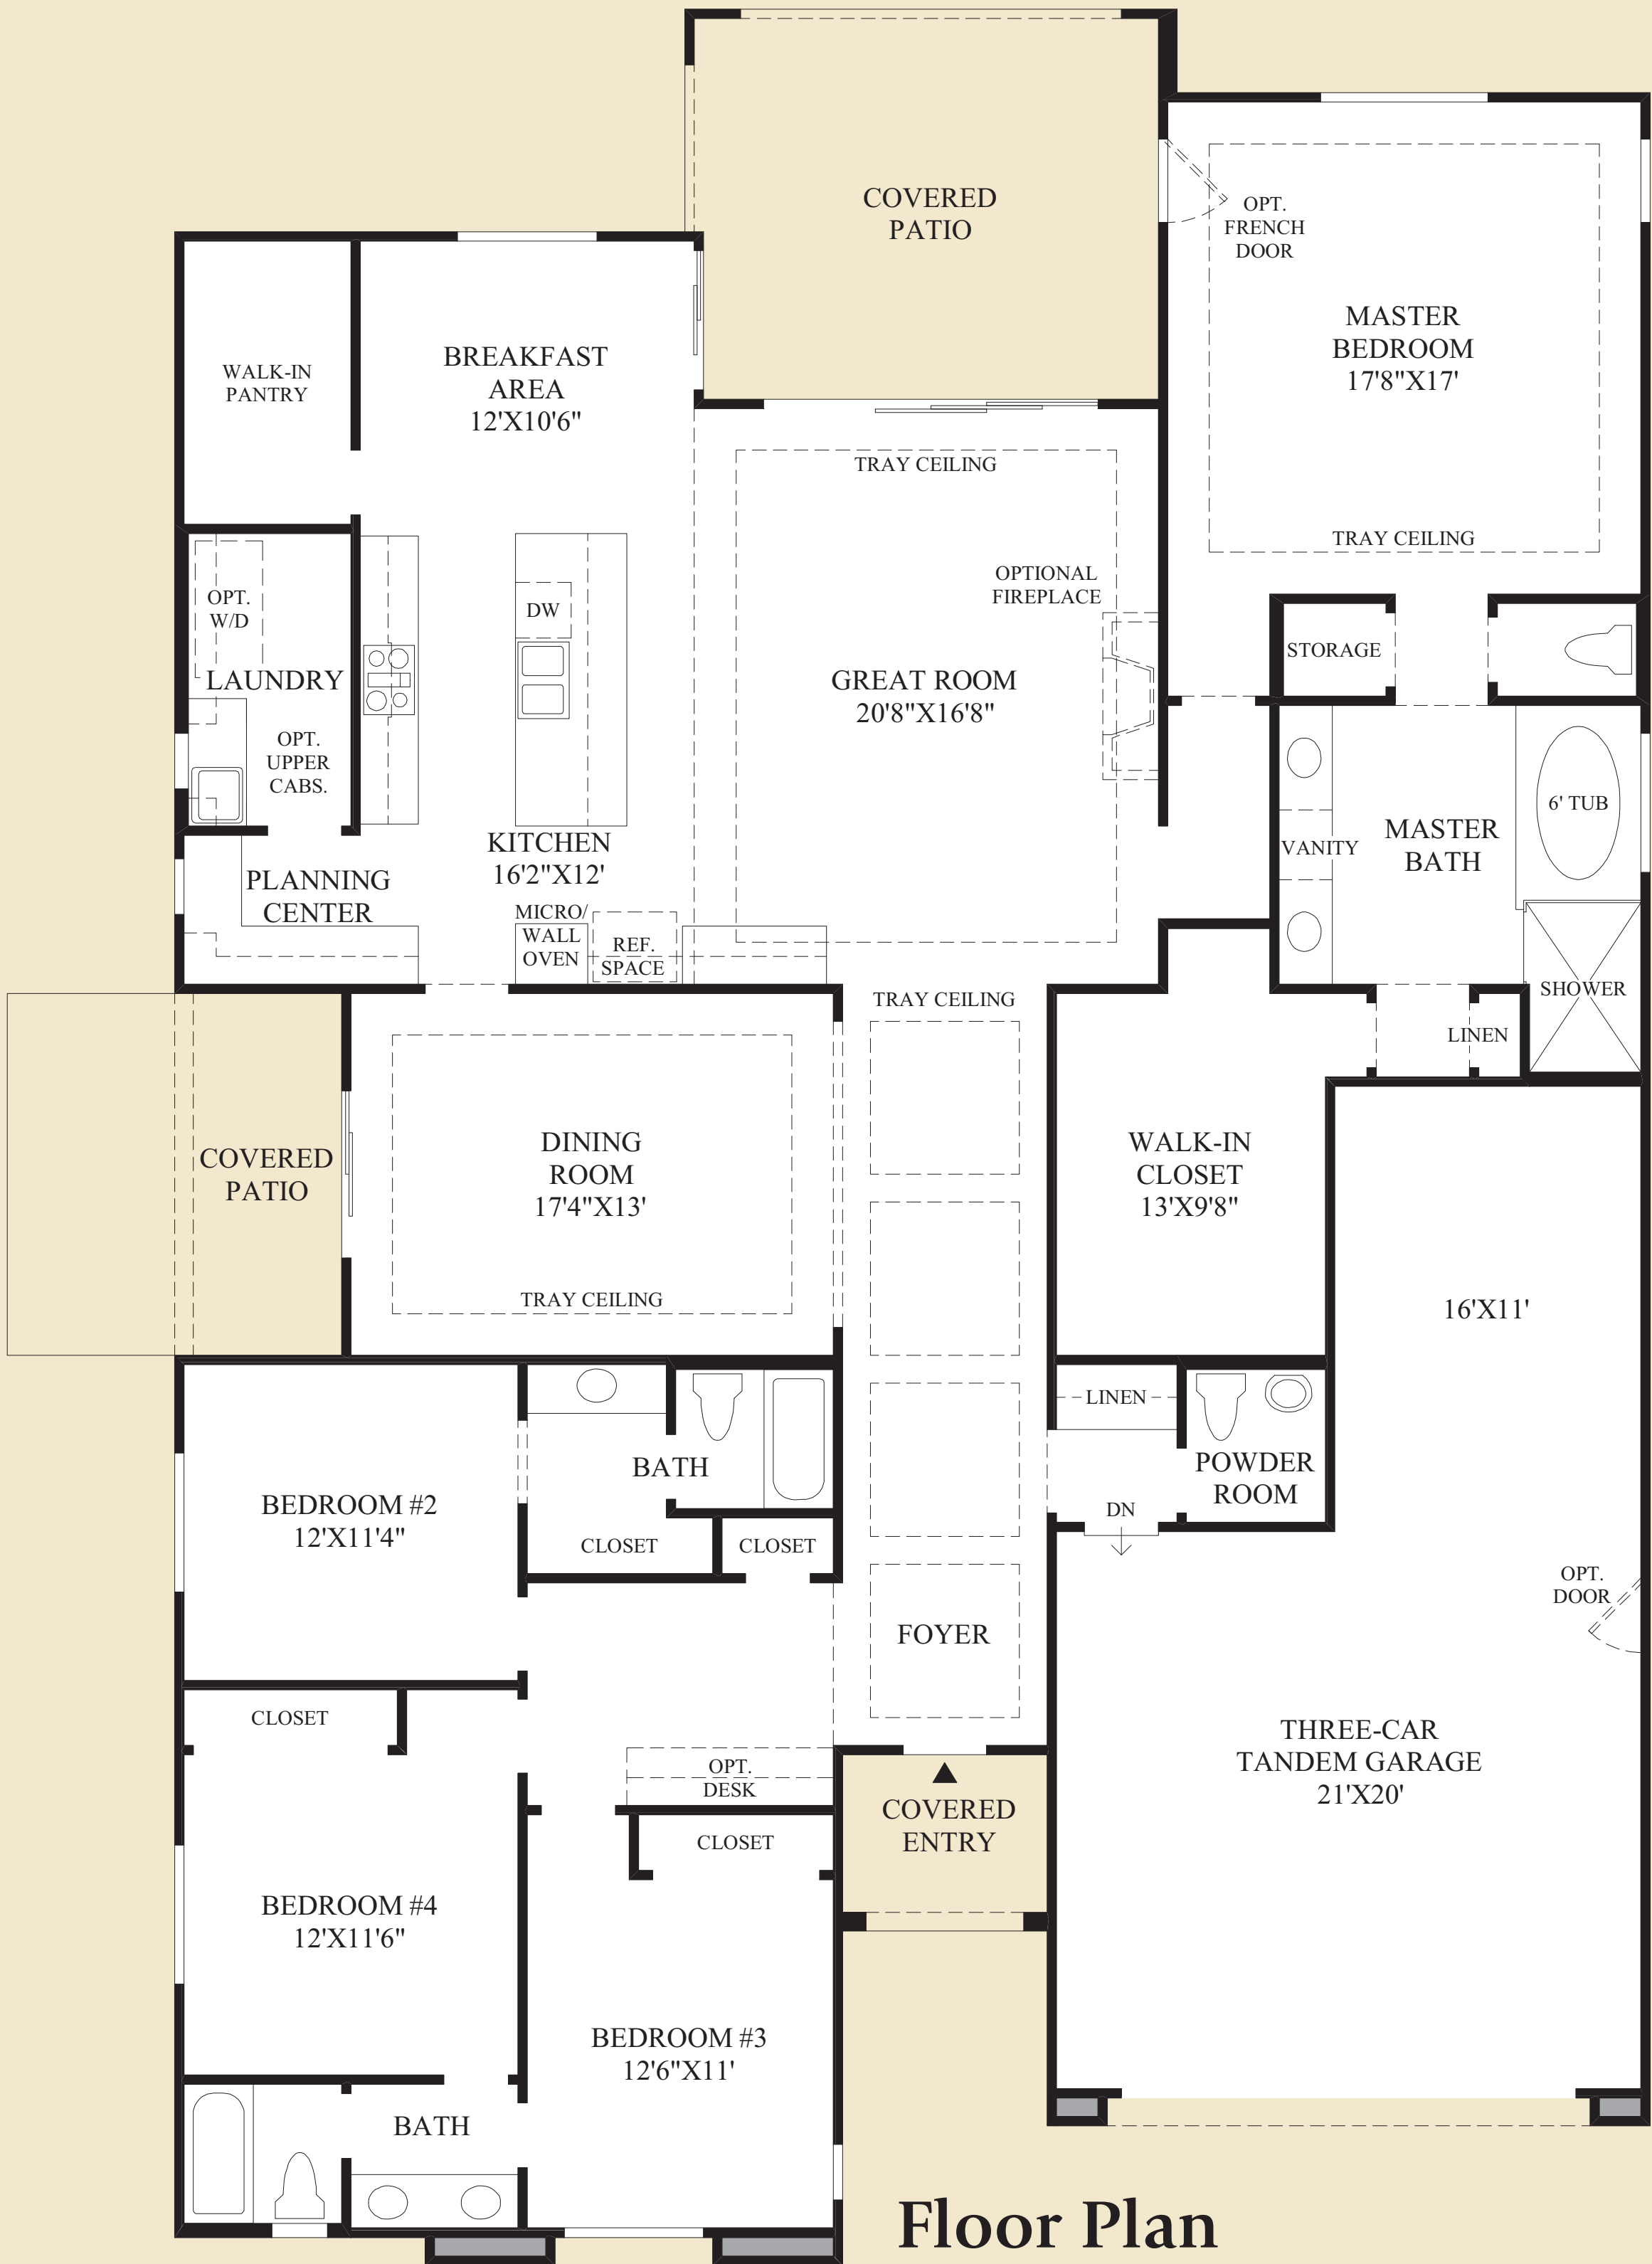 COVERED
PATIO
OPT.
FRENCH
DOOR
MASTER
BEDROOM
17'8"X17'
TRAY CEILING
WALK-IN
PANTRY
BREAKFAST
AREA
12'X10'6"
TRAY CEILING
OPTIONAL
FIREPLACE
GREAT ROOM
20'8"X16'8"
OPT.
W/D
LAUNDRY
OPT.
UPPER
CABS.
DW
STORAGE
KITCHEN
16'2"X12'
PLANNING
CENTER
MICRO/
WALL
OVEN
REF.
SPACE
VANITY
MASTER
BATH
6' TUB
SHOWER
LINEN
TRAY CEILING
COVERED
PATIO
DINING
ROOM
17'4"X13'
TRAY CEILING
WALK-IN
CLOSET
13'X9'8"
16'X11'
LINEN
POWDER
ROOM
DN
BATH
BEDROOM #2
12'X11'4"
CLOSET
CLOSET
FOYER
OPT.
DOOR
CLOSET
OPT.
DESK
CLOSET
COVERED
ENTRY
THREE-CAR
TANDEM GARAGE
21'X20'
BEDROOM #4
12'X11'6"
BEDROOM #3
12'6"X11'
BATH
Floor Plan